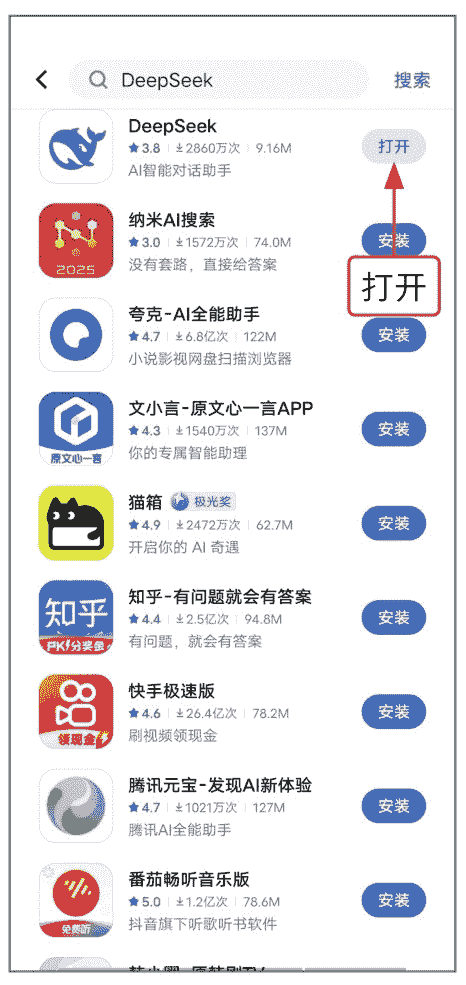 DeepSeek
搜索
DeepSeek
3.8 2860万次 9.16M
AI智能对话助手
打开
纳米AI搜索
3.0 1572万次 74.0M
没有套路，直接给答案
安装
2025
打开
夸克-AI全能助手
4.7 6.8亿次 122M
小说影视网盘扫描浏览器
安装
文小言-原文心一言APP
4.3 1540万次 137M
你的专属智能助理
安装
原文心一言
猫箱 极光奖
4.9 2472万次 62.7M
开启你的 AI 奇遇
安装
知乎-有问题就会有答案
4.4 2.5亿次 94.8M
有问题，就会有答案
安装
知乎
PK分奖金
快手极速版
4.6 26.4亿次 78.2M
刷视频领现金
安装
领现金
腾讯元宝-发现AI新体验
4.7 1021万次 127M
腾讯AI全能助手
安装
番茄畅听音乐版
5.0 1.2亿次 78.6M
抖音旗下听歌听书软件
安装
免费听